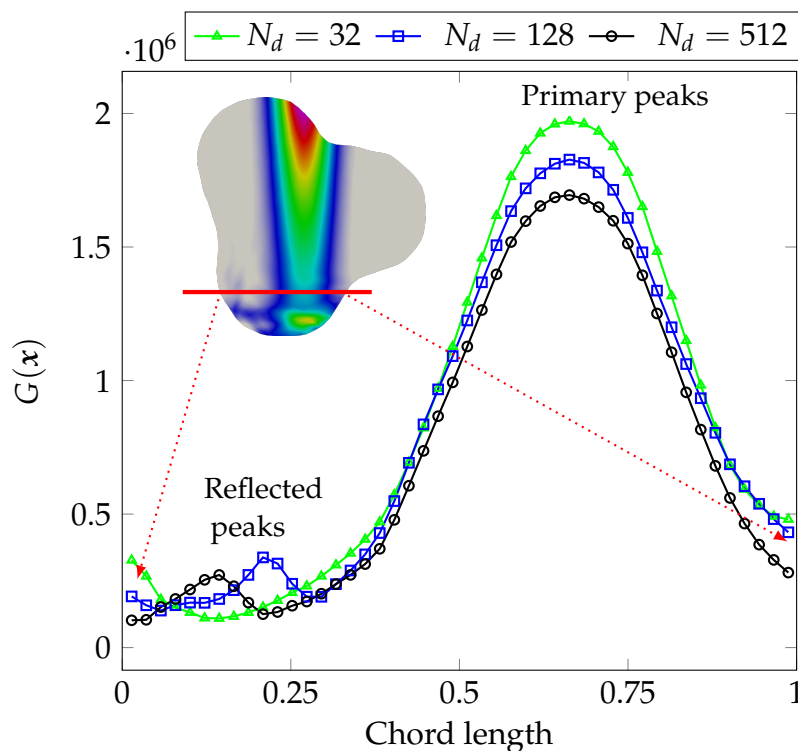 N_d = 32 N_d = 128 N_d = 512
·10^6
Primary peaks
2
1.5
1
0.5
0
G(x)
Reflected
peaks
0 0.25 0.5 0.75 1
Chord length